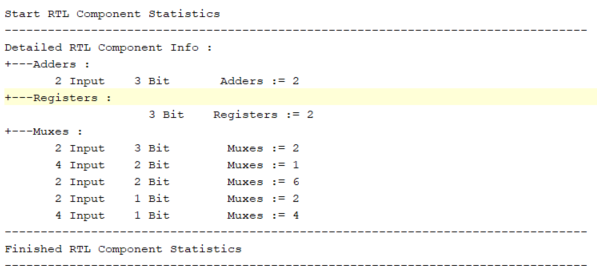 Start RTL Component Statistics
---------------------------------------------------------------------------------
Detailed RTL Component Info :
+---Adders :
       2 Input    3 Bit       Adders := 2
+---Registers :
                  3 Bit    Registers := 2
+---Muxes :
       2 Input    3 Bit        Muxes := 2
       4 Input    2 Bit        Muxes := 1
       2 Input    2 Bit        Muxes := 6
       2 Input    1 Bit        Muxes := 2
       4 Input    1 Bit        Muxes := 4
---------------------------------------------------------------------------------
Finished RTL Component Statistics
---------------------------------------------------------------------------------